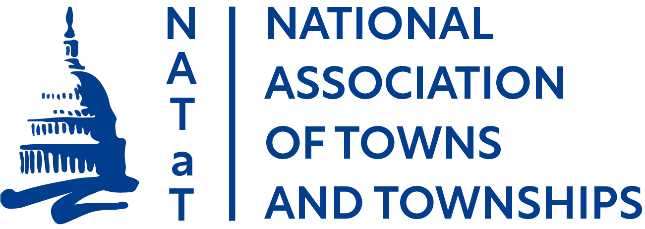 N
A
T
a
T
NATIONAL
ASSOCIATION
OF TOWNS
AND TOWNSHIPS